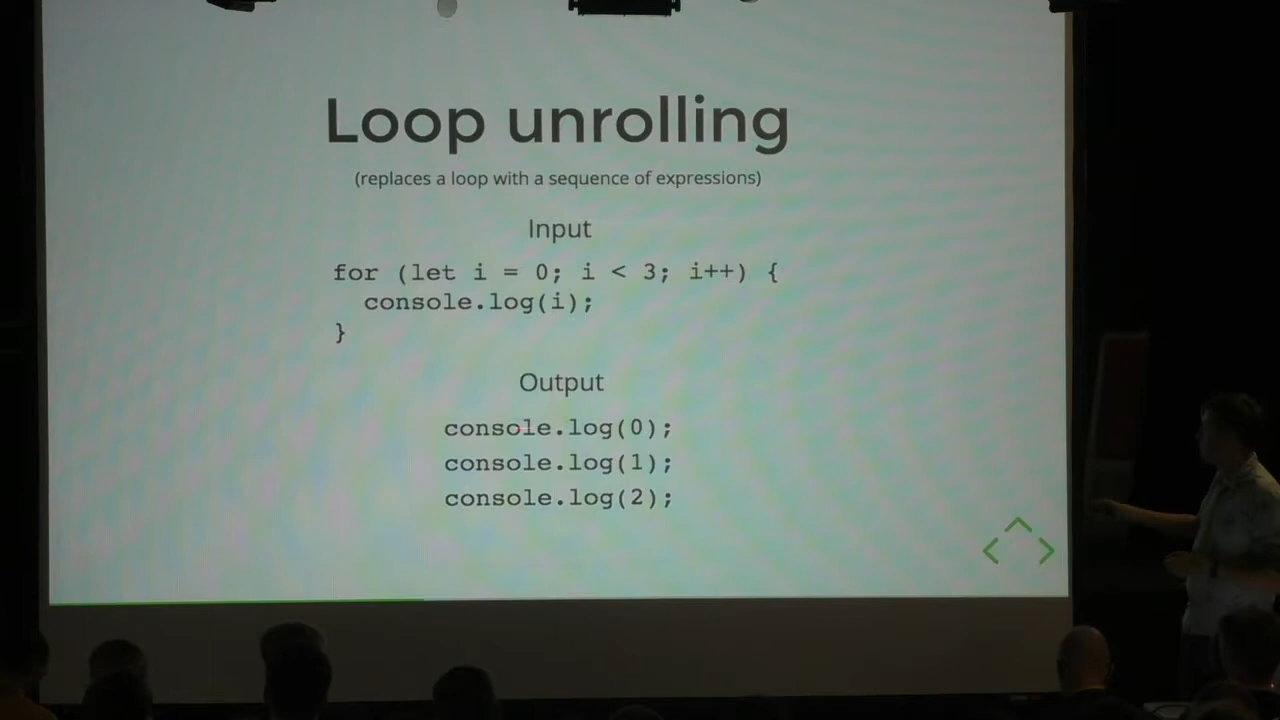 Loop unrolling
(replaces a loop with a sequence of expressions)
Input
for (let i = 0; i < 3; i++) {
  console.log(i);
}
Output
console.log(0);
console.log(1);
console.log(2);